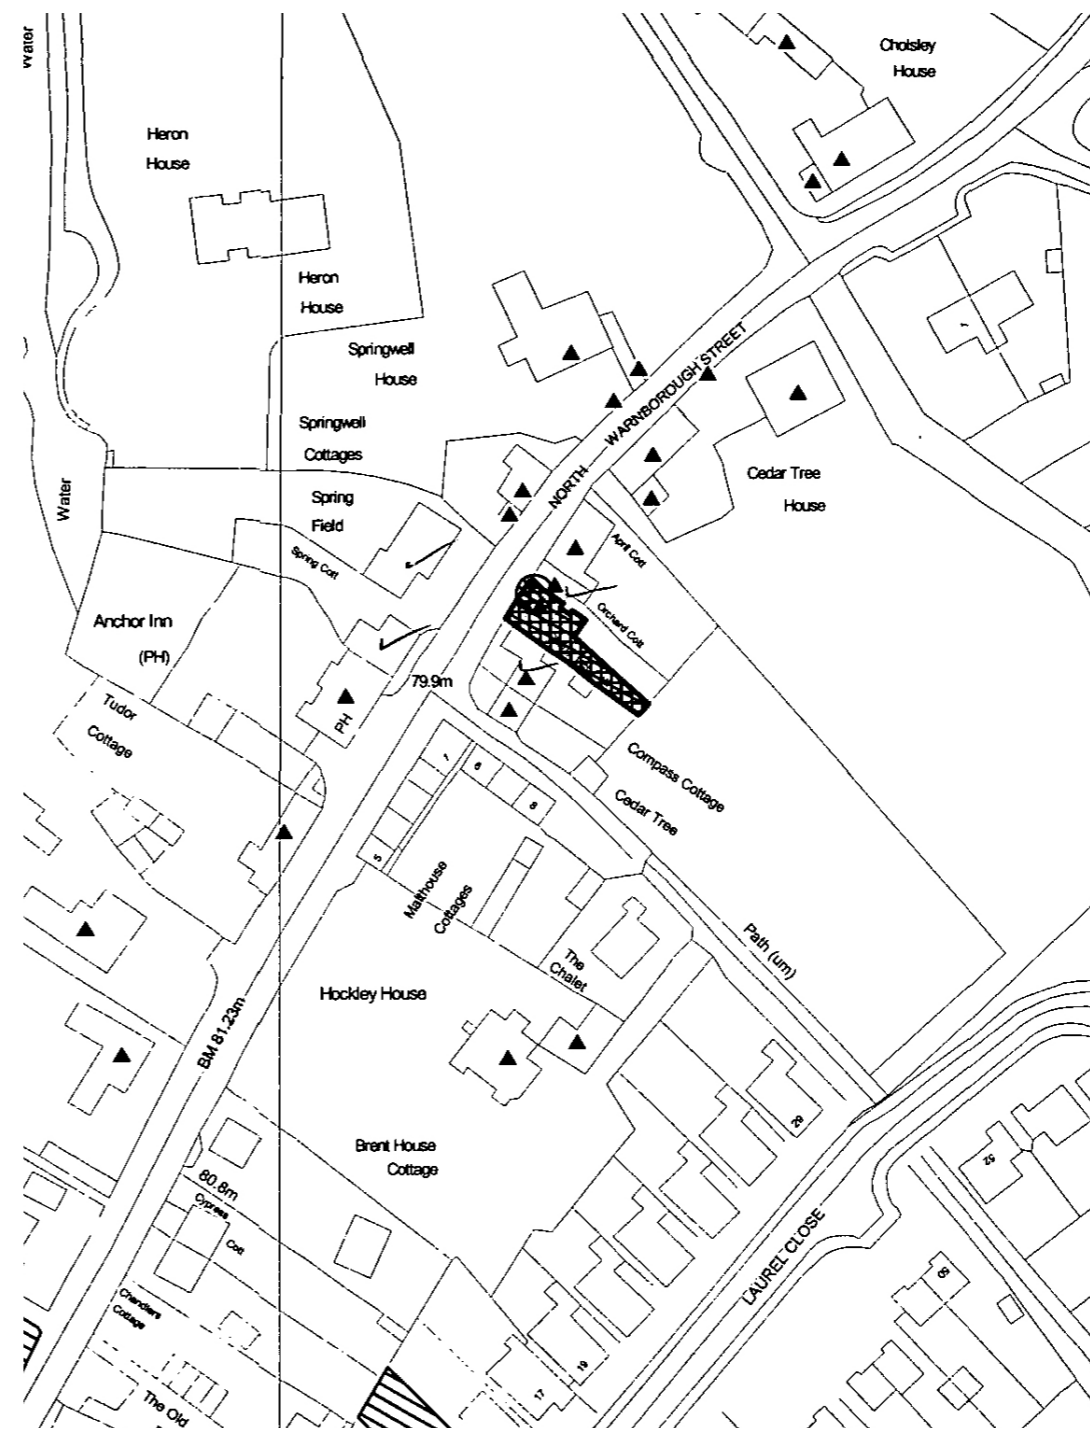 Water
Cholsley
House
Heron
House
Heron
House
Springwell
House
NORTH WARNBOROUGH STREET
Springwell
Cottages
Cedar Tree
House
Spring
Field
Water
April Cott
Spring Cott
Orchard Cott
Anchor Inn
(PH)
79.9m
PH
Tudor
Cottage
7
6
8
5
Compass Cottage
Cedar Tree
Malthouse
Cottages
Path (um)
The
Chalet
Hockley House
BM 81.23m
29
52
Brent House
Cottage
80.8m
Cypress
Cott
LAUREL CLOSE
Chandlers
Cottage
19
17
The Old